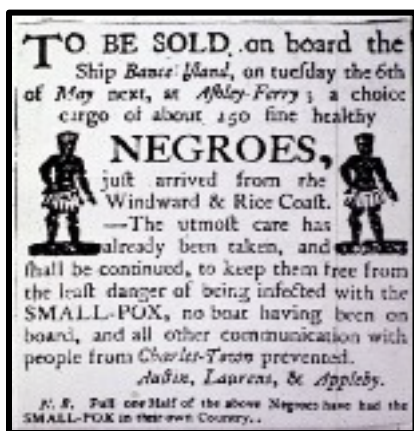 TO BE SOLD on board the
Ship Bance-Island, on tueſday the 6th
of May next, at Aſhley-Ferry; a choice
cargo of about 250 fine healthy
NEGROES,
juſt arrived from the
Windward & Rice Coaſt.
—The utmoſt care has
already been taken, and
ſhall be continued, to keep them free from
the leaſt danger of being infected with the
SMALL-POX, no boat having been on
board, and all other communication with
people from Charles-Town prevented.
Auſtin, Laurens, & Appleby.
N. B. Full one Half of the above Negroes have had the
SMALL-POX in their own Country.